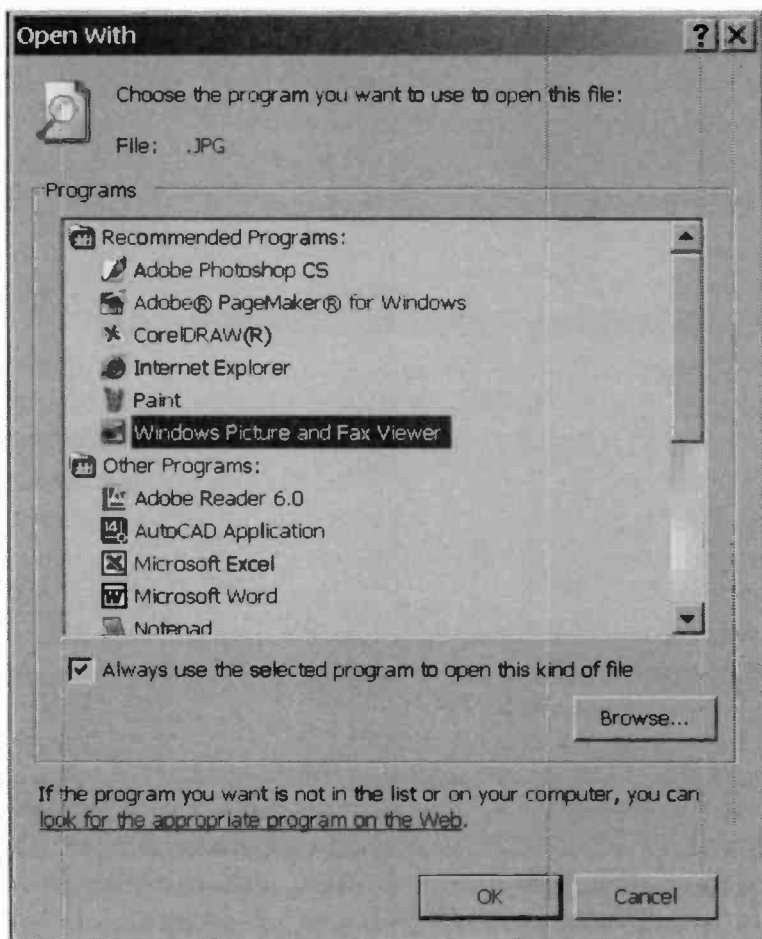 Open With
Choose the program you want to use to open this file:
File: .JPG
Programs
Recommended Programs:
Adobe Photoshop CS
Adobe® PageMaker® for Windows
CorelDRAW(R)
Internet Explorer
Paint
Windows Picture and Fax Viewer
Other Programs:
Adobe Reader 6.0
AutoCAD Application
Microsoft Excel
Microsoft Word
Notepad
Always use the selected program to open this kind of file
Browse...
If the program you want is not in the list or on your computer, you can
look for the appropriate program on the Web.
OK
Cancel